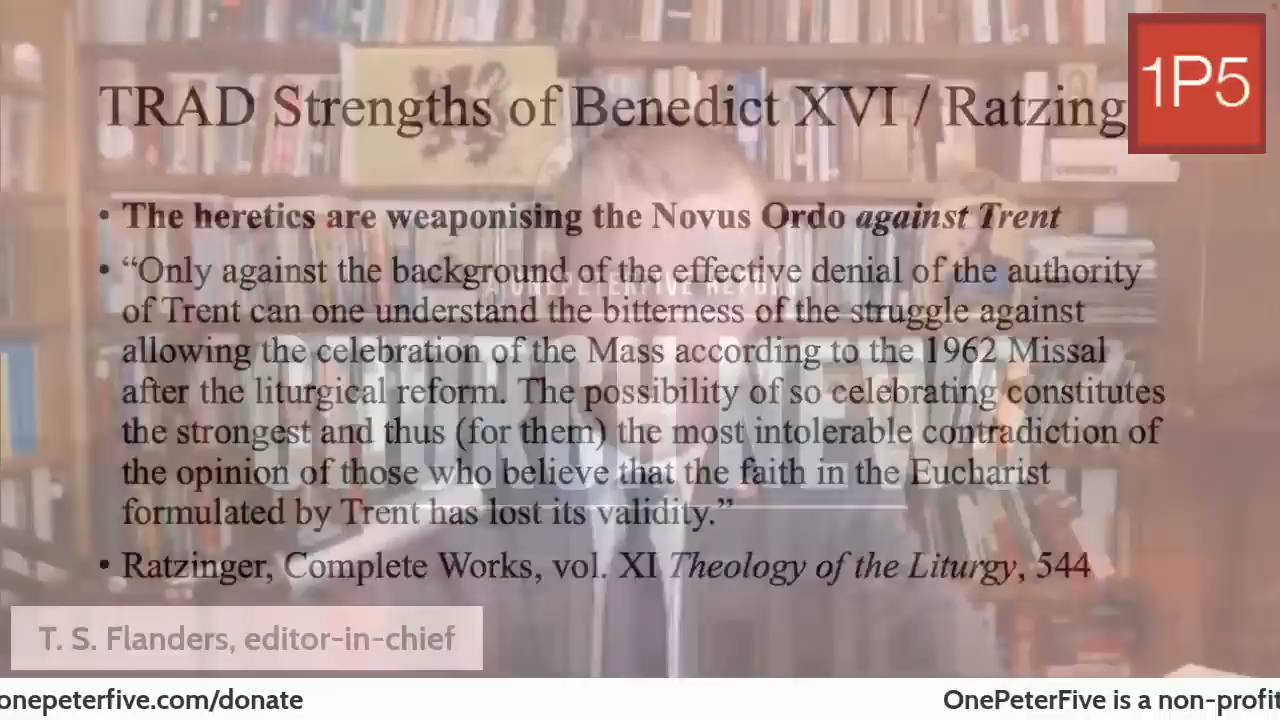 1P5
TRAD Strengths of Benedict XVI / Ratzing
• The heretics are weaponising the Novus Ordo against Trent
• “Only against the background of the effective denial of the authority
of Trent can one understand the bitterness of the struggle against
allowing the celebration of the Mass according to the 1962 Missal
after the liturgical reform. The possibility of so celebrating constitutes
the strongest and thus (for them) the most intolerable contradiction of
the opinion of those who believe that the faith in the Eucharist
formulated by Trent has lost its validity.”
• Ratzinger, Complete Works, vol. XI Theology of the Liturgy, 544
A ONEPETERFIVE REPORT
T. S. Flanders, editor-in-chief
onepeterfive.com/donate
OnePeterFive is a non-profit